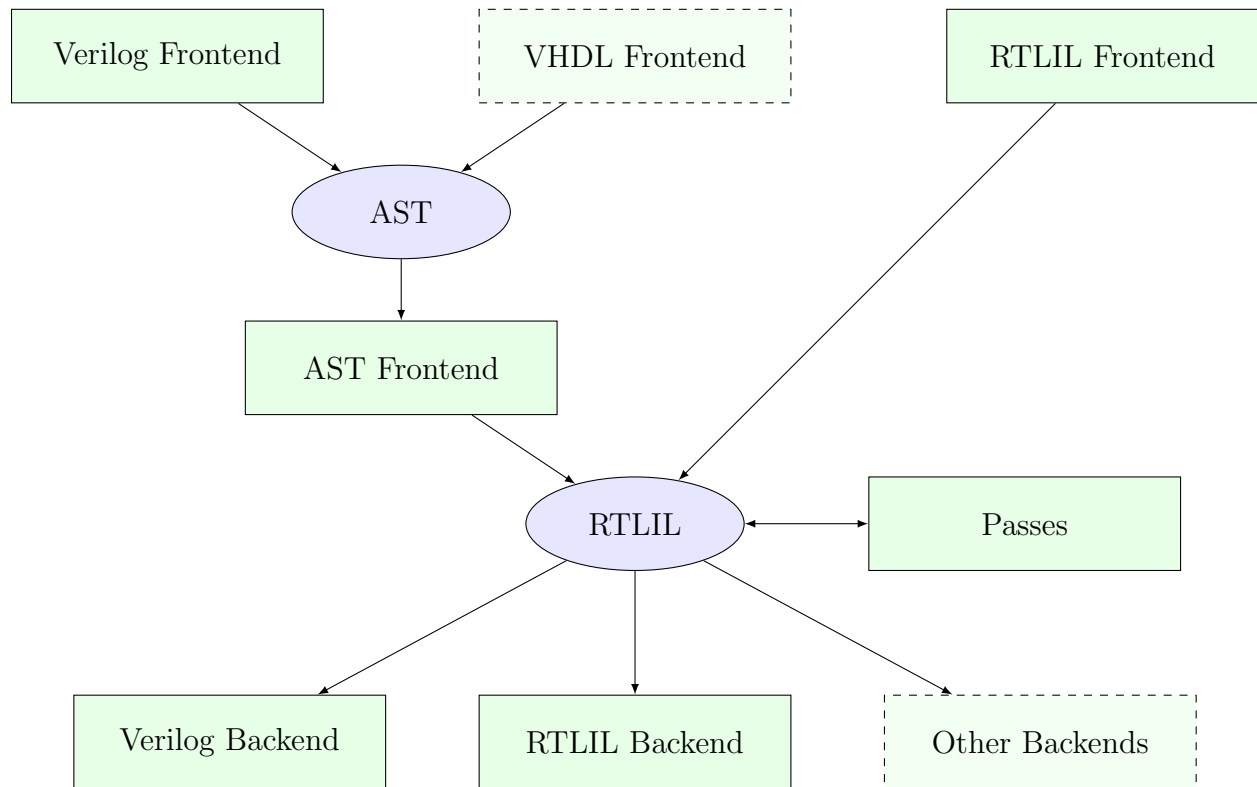 Verilog Frontend
VHDL Frontend
RTLIL Frontend
AST
AST Frontend
RTLIL
Passes
Verilog Backend
RTLIL Backend
Other Backends